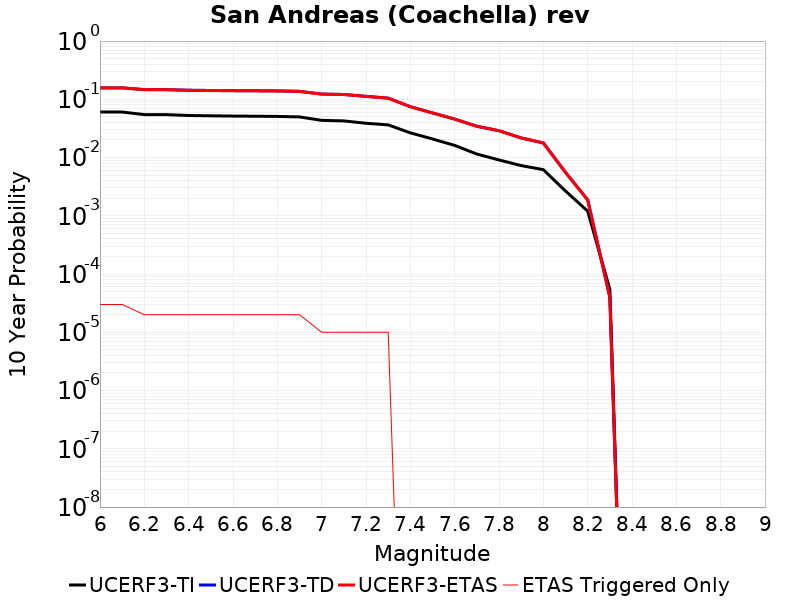 San Andreas (Coachella) rev
10 Year Probability
10^0
10^-1
10^-2
10^-3
10^-4
10^-5
10^-6
10^-7
10^-8
6 6.2 6.4 6.6 6.8 7 7.2 7.4 7.6 7.8 8 8.2 8.4 8.6 8.8 9
Magnitude
UCERF3-TI UCERF3-TD UCERF3-ETAS ETAS Triggered Only